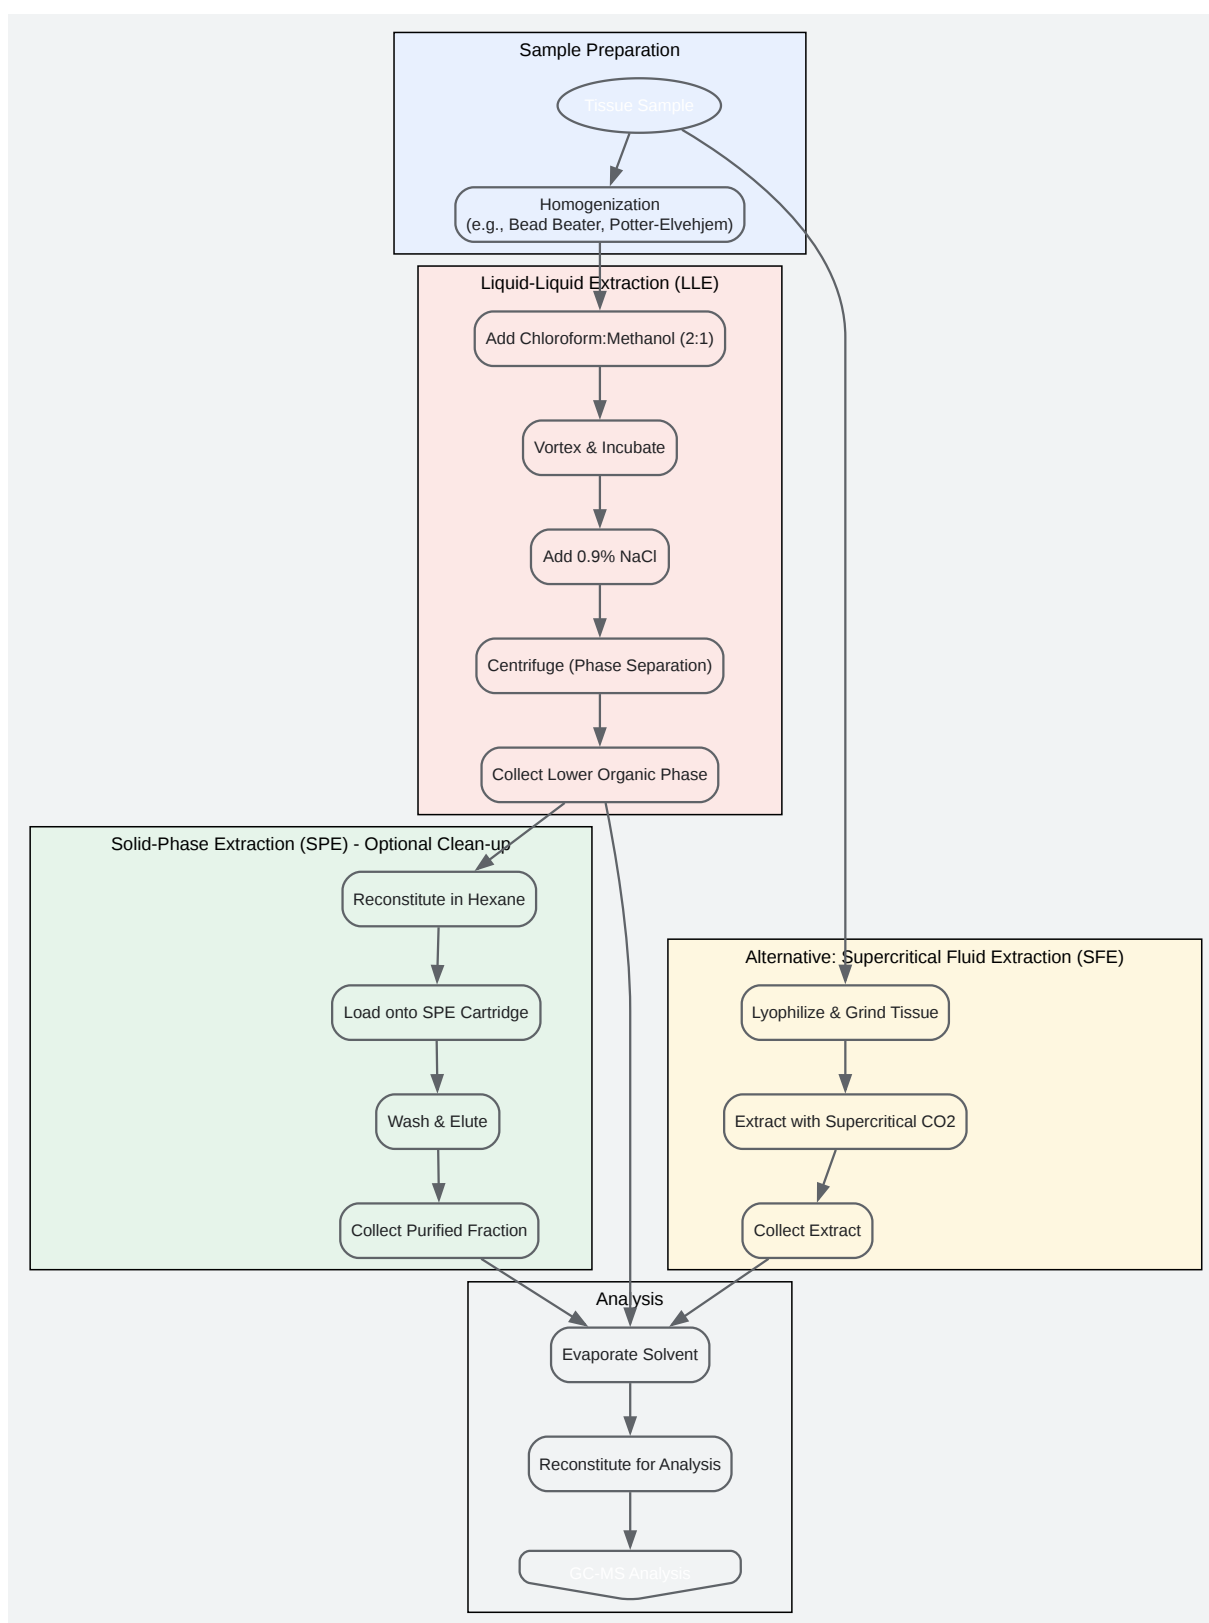 Sample Preparation
Tissue Sample
Homogenization
(e.g., Bead Beater, Potter-Elvehjem)
Liquid-Liquid Extraction (LLE)
Add Chloroform:Methanol (2:1)
Vortex & Incubate
Add 0.9% NaCl
Centrifuge (Phase Separation)
Collect Lower Organic Phase
Solid-Phase Extraction (SPE) - Optional Clean-up
Reconstitute in Hexane
Load onto SPE Cartridge
Wash & Elute
Collect Purified Fraction
Alternative: Supercritical Fluid Extraction (SFE)
Lyophilize & Grind Tissue
Extract with Supercritical CO2
Collect Extract
Analysis
Evaporate Solvent
Reconstitute for Analysis
GC-MS Analysis